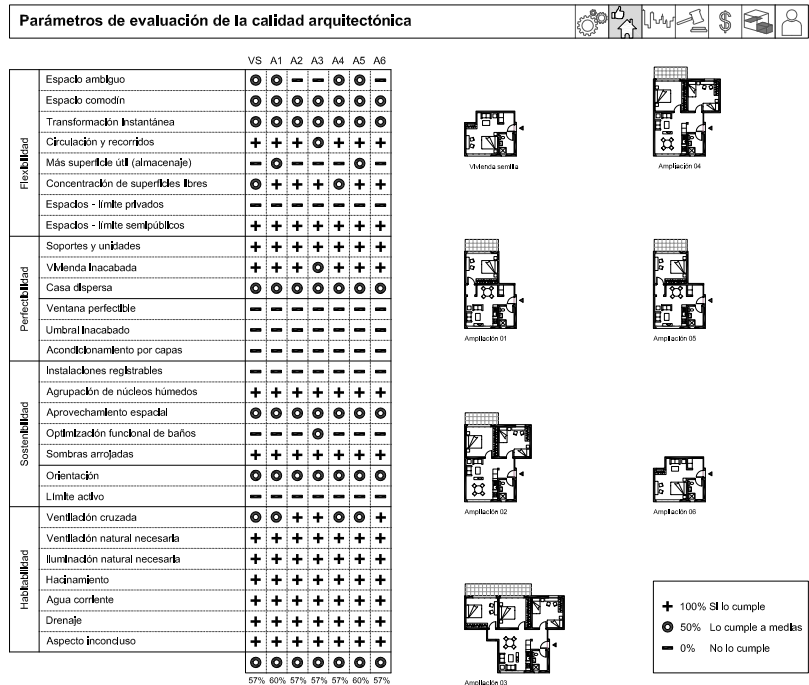 Parámetros de evaluación de la calidad arquitectónica
VS A1 A2 A3 A4 A5 A6
Flexibilidad
Espacio ambiguo ◎ ◎ − − ◎ ◎ −
Espacio comodín ◎ ◎ ◎ ◎ ◎ ◎ ◎
Transformación instantánea ◎ ◎ ◎ ◎ ◎ ◎ ◎
Circulación y recorridos + + + ◎ + + +
Más superficie útil (almacenaje) − ◎ − − − ◎ −
Concentración de superficies libres ◎ + + + ◎ + +
Espacios - límite privados − − − − − − −
Espacios - límite semipúblicos + + + + + + +
Perfectibilidad
Soportes y unidades + + + + + + +
Vivienda inacabada + + + ◎ + + +
Casa dispersa ◎ ◎ ◎ ◎ ◎ ◎ ◎
Ventana perfectible − − − − − − −
Umbral inacabado − − − − − − −
Acondicionamiento por capas − − − − − − −
Sostenibilidad
Instalaciones registrables − − − − − − −
Agrupación de núcleos húmedos + + + + + + +
Aprovechamiento espacial ◎ ◎ ◎ ◎ ◎ ◎ ◎
Optimización funcional de baños − − − ◎ − − −
Sombras arrojadas + + + + + + +
Orientación ◎ ◎ ◎ ◎ ◎ ◎ ◎
Límite activo − − − − − − −
Habitabilidad
Ventilación cruzada ◎ ◎ + + ◎ ◎ +
Ventilación natural necesaria + + + + + + +
Iluminación natural necesaria + + + + + + +
Hacinamiento + + + + + + +
Agua corriente + + + + + + +
Drenaje + + + + + + +
Aspecto inconcluso + + + + + + +
◎ ◎ ◎ ◎ ◎ ◎ ◎
57% 60% 57% 57% 57% 60% 57%
Vivienda semilla
Ampliación 04
Ampliación 01
Ampliación 05
Ampliación 02
Ampliación 06
Ampliación 03
+ 100% Sí lo cumple
◎ 50% Lo cumple a medias
− 0% No lo cumple